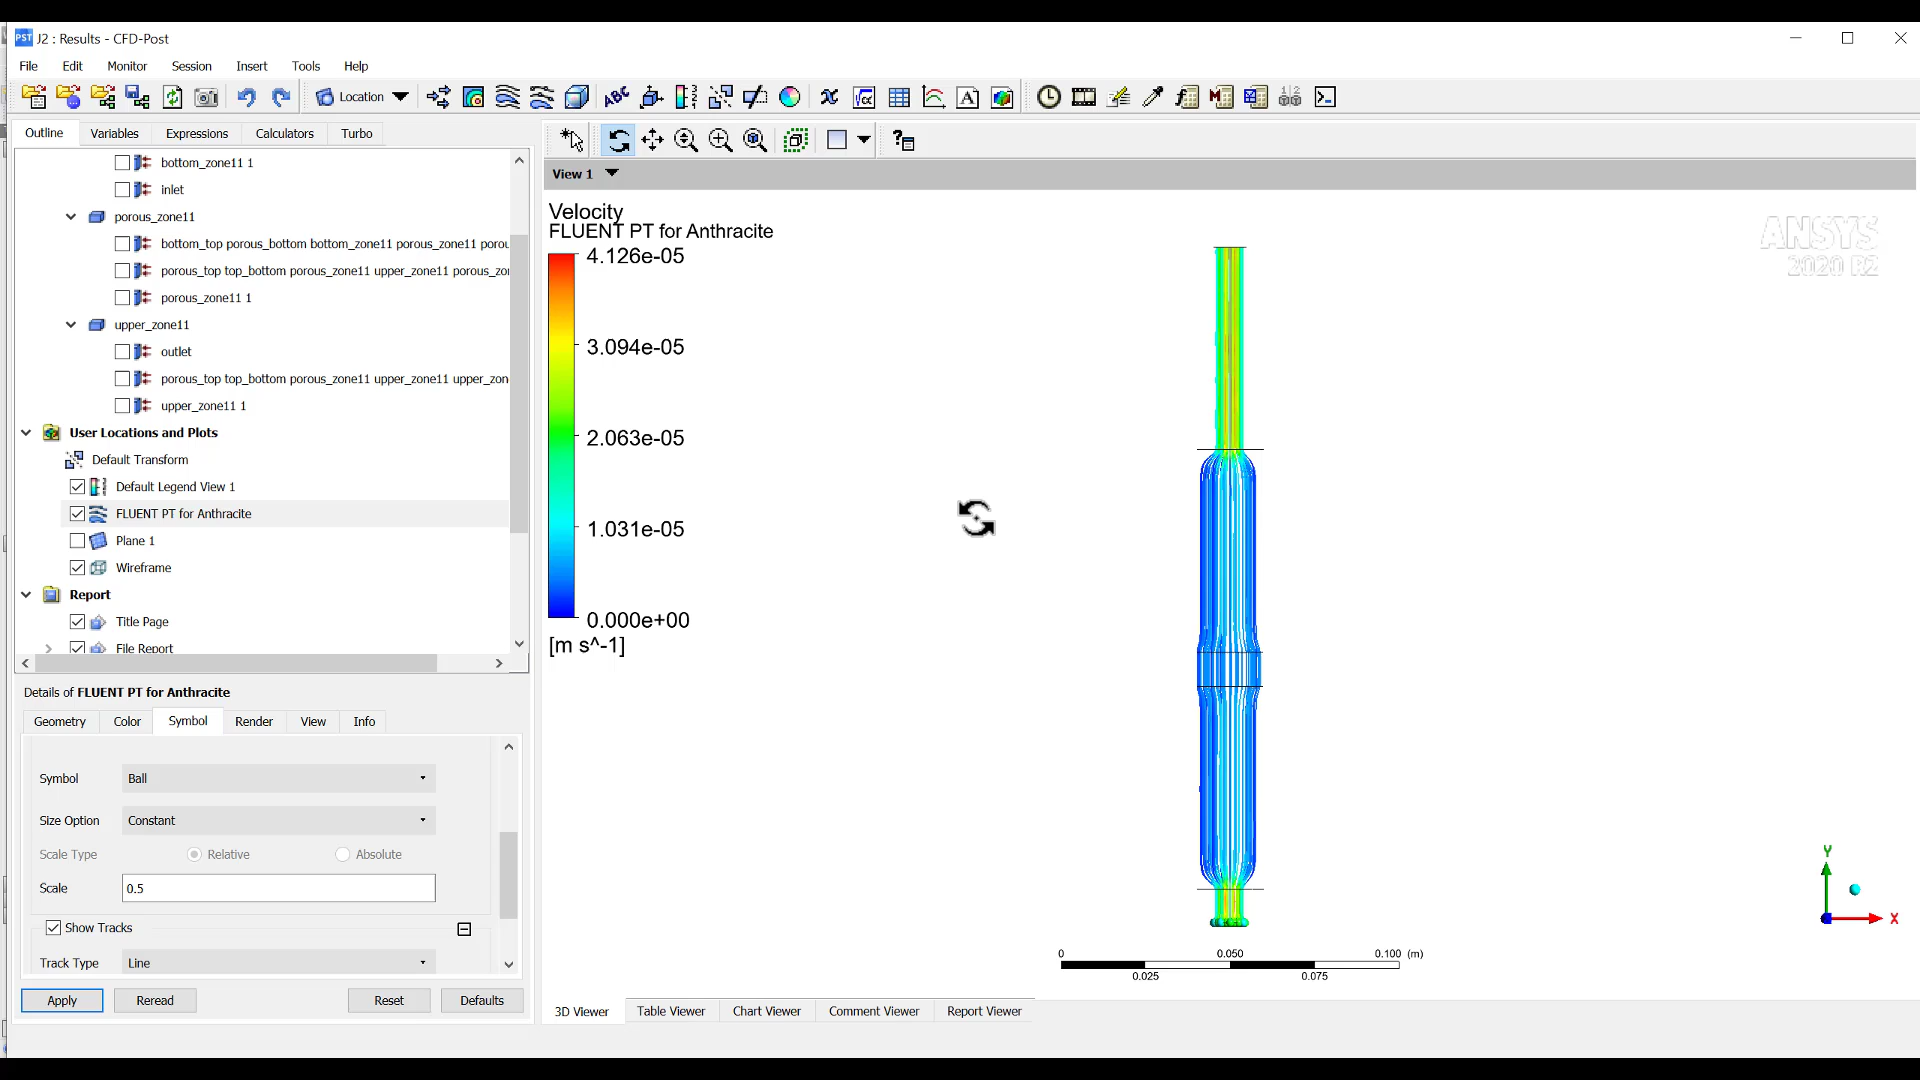 PST J2 : Results - CFD-Post
File Edit Monitor Session Insert Tools Help
Location
Outline Variables Expressions Calculators Turbo
bottom_zone11 1
inlet
porous_zone11
bottom_top porous_bottom bottom_zone11 porous_zone11 porou
porous_top top_bottom porous_zone11 upper_zone11 porous_zo
porous_zone11 1
upper_zone11
outlet
porous_top top_bottom porous_zone11 upper_zone11 upper_zon
upper_zone11 1
User Locations and Plots
Default Transform
Default Legend View 1
FLUENT PT for Anthracite
Plane 1
Wireframe
Report
Title Page
File Report
Details of FLUENT PT for Anthracite
Geometry Color Symbol Render View Info
Symbol Ball
Size Option Constant
Scale Type Relative Absolute
Scale 0.5
Show Tracks
Track Type Line
Apply Reread Reset Defaults
View 1
Velocity
FLUENT PT for Anthracite
4.126e-05
3.094e-05
2.063e-05
1.031e-05
0.000e+00
[m s^-1]
ANSYS
2020 R2
Y
X
0 0.050 0.100 (m)
0.025 0.075
3D Viewer Table Viewer Chart Viewer Comment Viewer Report Viewer